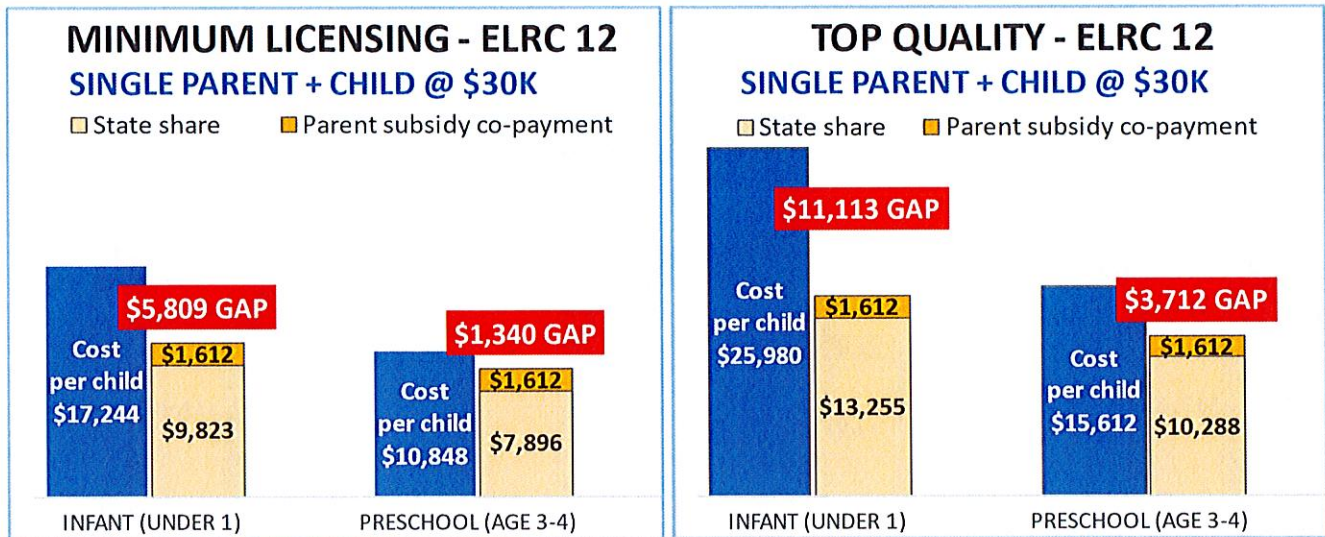 MINIMUM LICENSING - ELRC 12
SINGLE PARENT + CHILD @ $30K
State share
Parent subsidy co-payment
$5,809 GAP
Cost
per child
$17,244
$1,612
$9,823
$1,340 GAP
Cost
per child
$10,848
$1,612
$7,896
INFANT (UNDER 1)
PRESCHOOL (AGE 3-4)
TOP QUALITY - ELRC 12
SINGLE PARENT + CHILD @ $30K
State share
Parent subsidy co-payment
$11,113 GAP
Cost
per child
$25,980
$1,612
$13,255
$3,712 GAP
Cost
per child
$15,612
$1,612
$10,288
INFANT (UNDER 1)
PRESCHOOL (AGE 3-4)